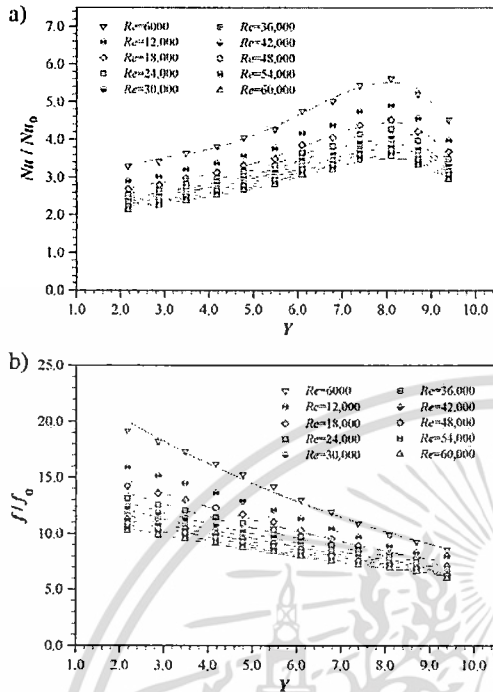 a)
7.0
6.0
5.0
4.0
3.0
2.0
1.0
0.0
Nu / Nu0
Re=6000
Re=12,000
Re=18,000
Re=24,000
Re=30,000
Re=36,000
Re=42,000
Re=48,000
Re=54,000
Re=60,000
1.0 2.0 3.0 4.0 5.0 6.0 7.0 8.0 9.0 10.0
Y
b)
25.0
20.0
15.0
10.0
5.0
0.0
f / f0
Re=6000
Re=12,000
Re=18,000
Re=24,000
Re=30,000
Re=36,000
Re=42,000
Re=48,000
Re=54,000
Re=60,000
1.0 2.0 3.0 4.0 5.0 6.0 7.0 8.0 9.0 10.0
Y